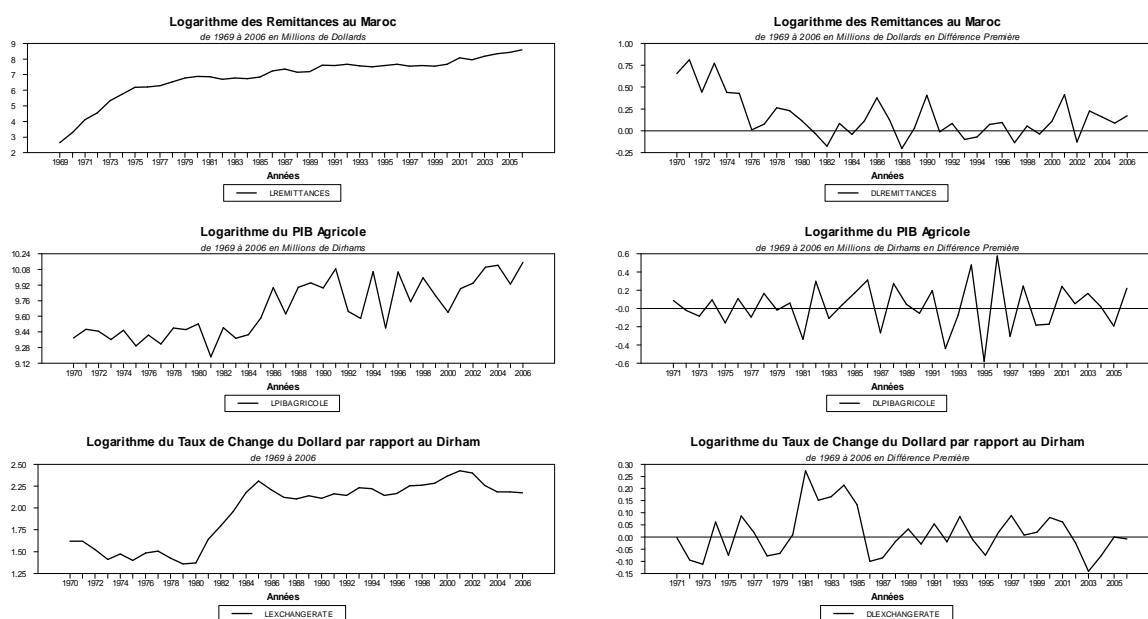 Logarithme des Remittances au Maroc
de 1969 à 2006 en Millions de Dollards
9
8
7
6
5
4
3
2
1969 1971 1973 1975 1977 1979 1981 1983 1985 1987 1989 1991 1993 1995 1997 1999 2001 2003 2005
Années
LREMITTANCES
Logarithme des Remittances au Maroc
de 1969 à 2006 en Millions de Dollards en Différence Première
1.00
0.75
0.50
0.25
0.00
-0.25
1970 1972 1974 1976 1978 1980 1982 1984 1986 1988 1990 1992 1994 1996 1998 2000 2002 2004 2006
Années
DLREMITTANCES
Logarithme du PIB Agricole
de 1969 à 2006 en Millions de Dirhams
10.24
10.08
9.92
9.76
9.60
9.44
9.28
9.12
1970 1972 1974 1976 1978 1980 1982 1984 1986 1988 1990 1992 1994 1996 1998 2000 2002 2004 2006
Années
LPIBAGRICOLE
Logarithme du PIB Agricole
de 1969 à 2006 en Millions de Dirhams en Différence Première
0.6
0.4
0.2
0.0
-0.2
-0.4
-0.6
1971 1973 1975 1977 1979 1981 1983 1985 1987 1989 1991 1993 1995 1997 1999 2001 2003 2005
Années
DLPIBAGRICOLE
Logarithme du Taux de Change du Dollard par rapport au Dirham
de 1969 à 2006
2.50
2.25
2.00
1.75
1.50
1.25
1970 1972 1974 1976 1978 1980 1982 1984 1986 1988 1990 1992 1994 1996 1998 2000 2002 2004 2006
Années
LEXCHANGERATE
Logarithme du Taux de Change du Dollard par rapport au Dirham
de 1969 à 2006 en Différence Première
0.30
0.25
0.20
0.15
0.10
0.05
0.00
-0.05
-0.10
-0.15
1971 1973 1975 1977 1979 1981 1983 1985 1987 1989 1991 1993 1995 1997 1999 2001 2003 2005
Années
DLEXCHANGERATE